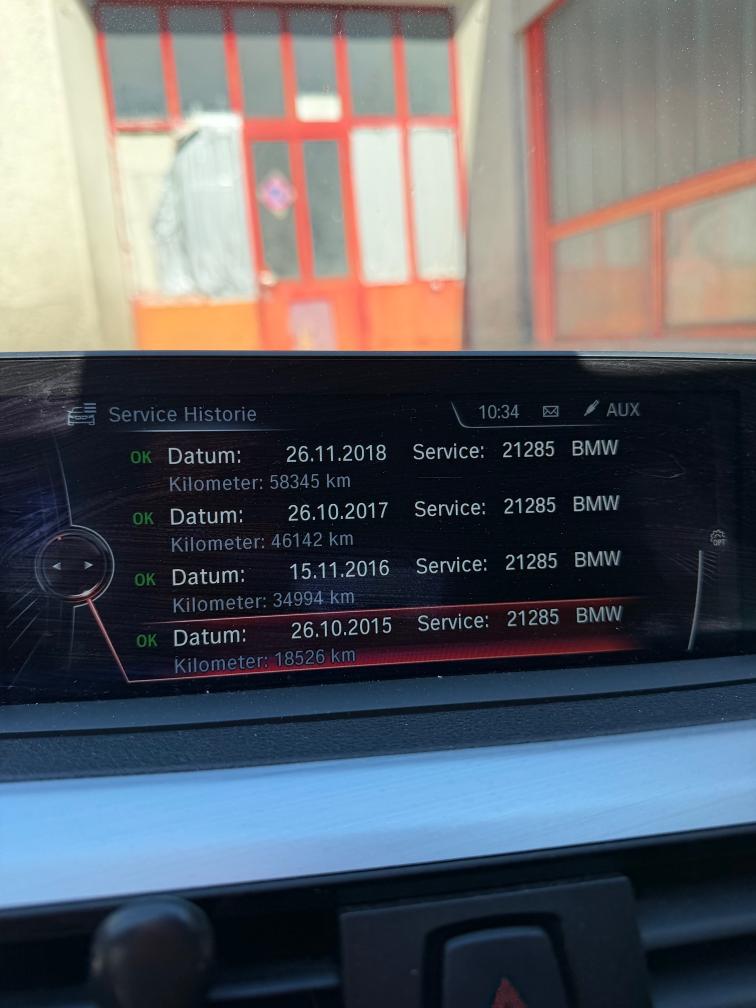 Service Historie
10:34 AUX
OK Datum: 26.11.2018 Service: 21285 BMW
Kilometer: 58345 km
OK Datum: 26.10.2017 Service: 21285 BMW
Kilometer: 46142 km
OK Datum: 15.11.2016 Service: 21285 BMW
Kilometer: 34994 km
OK Datum: 26.10.2015 Service: 21285 BMW
Kilometer: 18526 km
OPT